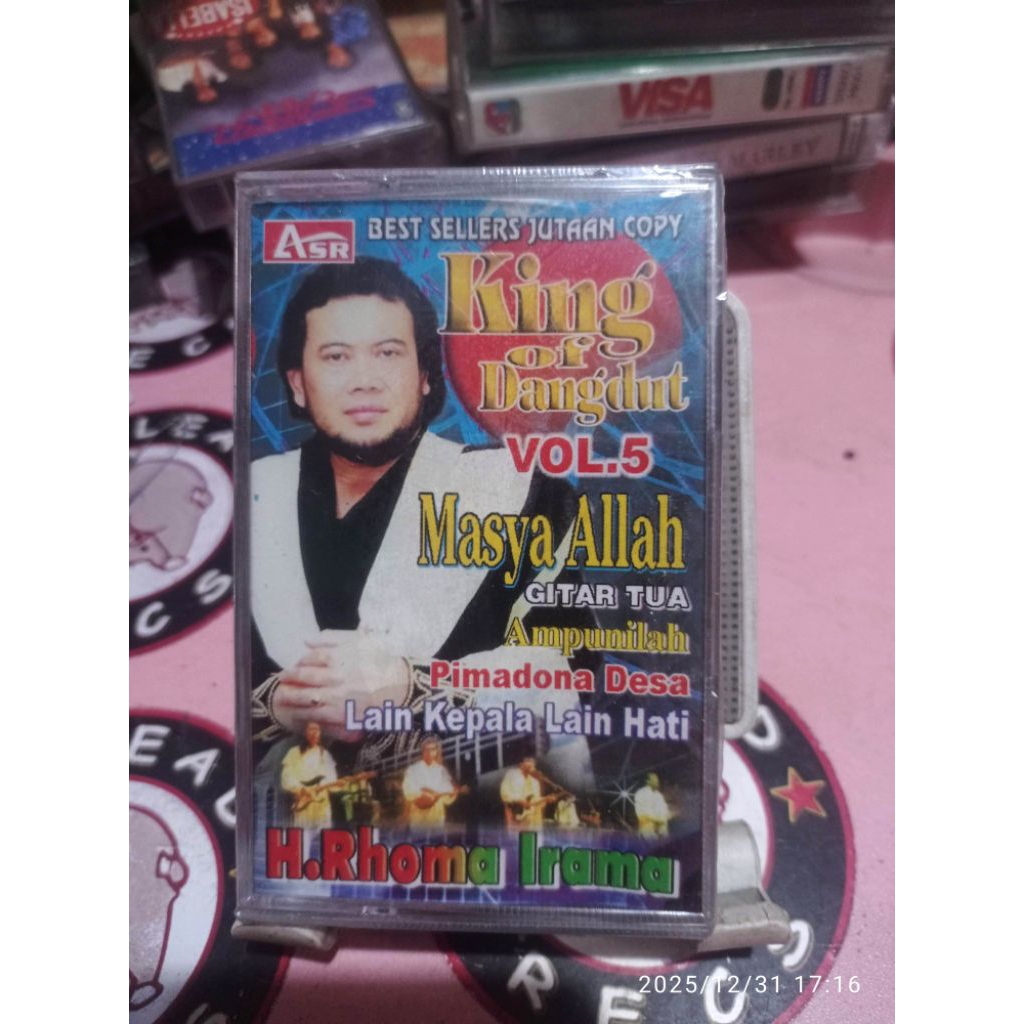 ISABEL
VISA
ASR
BEST SELLERS JUTAAN COPY
King
of
Dangdut
VOL.5
Masya Allah
GITAR TUA
Ampunilah
Pimadona Desa
Lain Kepala Lain Hati
H.Rhoma Irama
2025/12/31 17:16